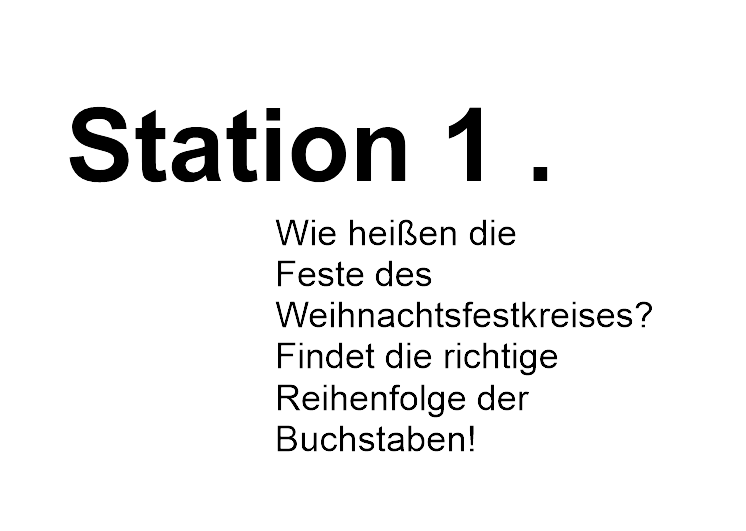 Station 1 .
Wie heißen die
Feste des
Weihnachtsfestkreises?
Findet die richtige
Reihenfolge der
Buchstaben!